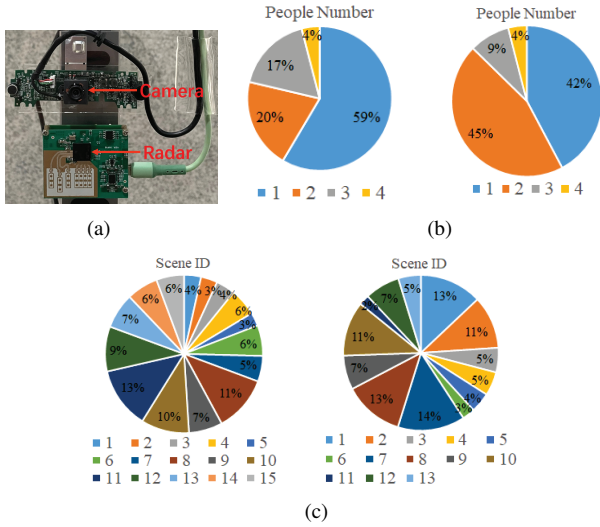 Camera
Radar
(a)
People Number
4%
17%
20%
59%
1 2 3 4
People Number
4%
9%
42%
45%
1 2 3 4
(b)
Scene ID
4%
3%
4%
6%
3%
6%
5%
11%
7%
10%
13%
9%
7%
6%
6%
1 2 3 4 5
6 7 8 9 10
11 12 13 14 15
Scene ID
13%
11%
5%
5%
4%
3%
14%
13%
7%
11%
2%
7%
5%
1 2 3 4 5
6 7 8 9 10
11 12 13
(c)